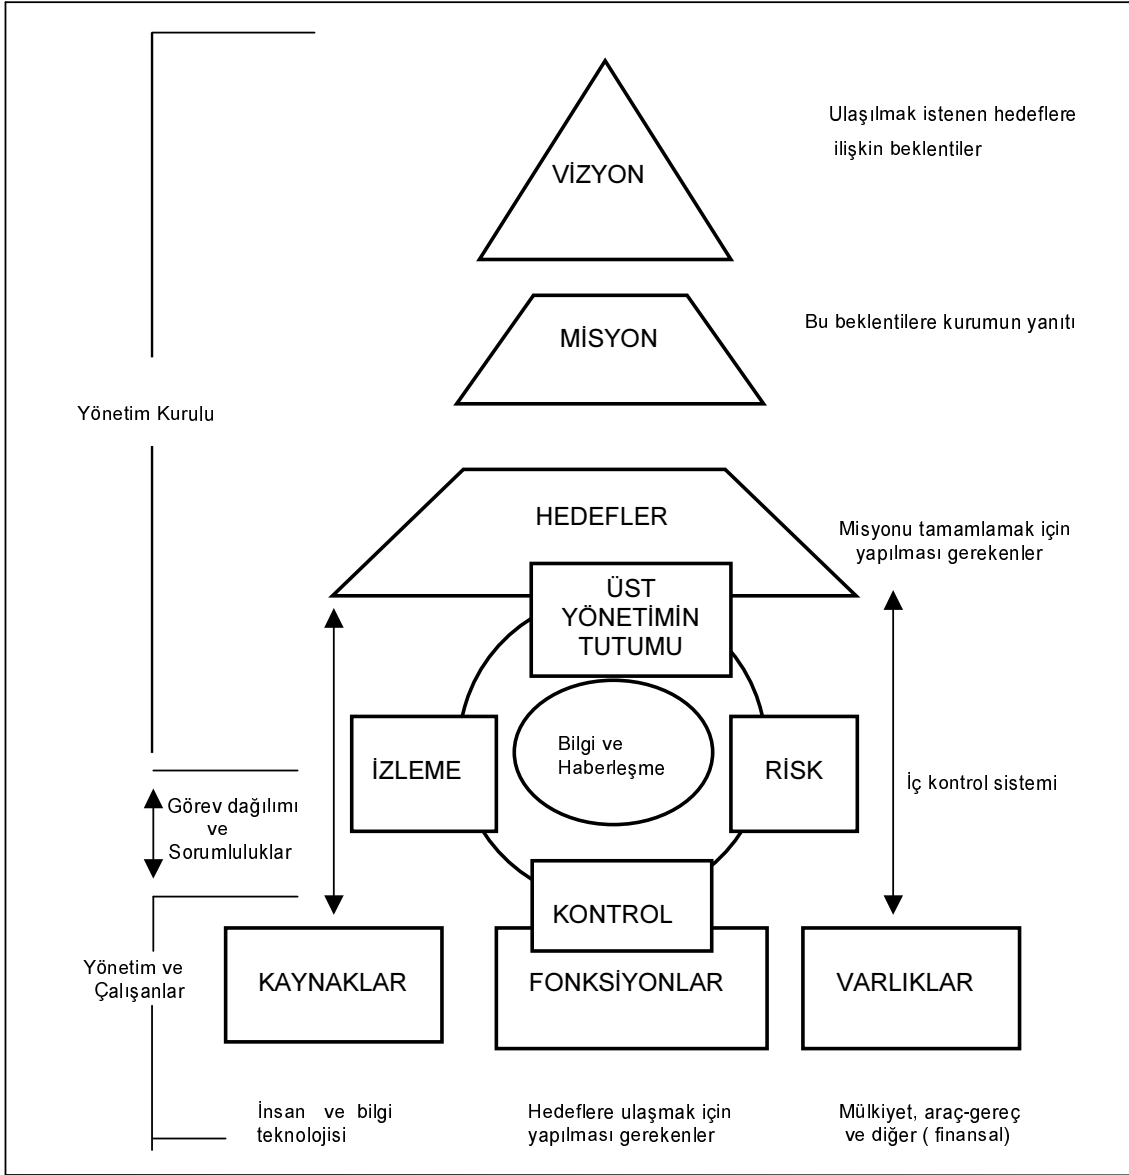 Ulaşılmak istenen hedeflere
ilişkin beklentiler
VİZYON
Bu beklentilere kurumun yanıtı
MİSYON
Yönetim Kurulu
HEDEFLER
Misyonu tamamlamak için
yapılması gerekenler
ÜST
YÖNETİMİN
TUTUMU
Bilgi ve
Haberleşme
İZLEME
RİSK
İç kontrol sistemi
Görev dağılımı
ve
Sorumluluklar
KONTROL
Yönetim ve
Çalışanlar
KAYNAKLAR
FONKSİYONLAR
VARLIKLAR
İnsan ve bilgi
teknolojisi
Hedeflere ulaşmak için
yapılması gerekenler
Mülkiyet, araç-gereç
ve diğer ( finansal)